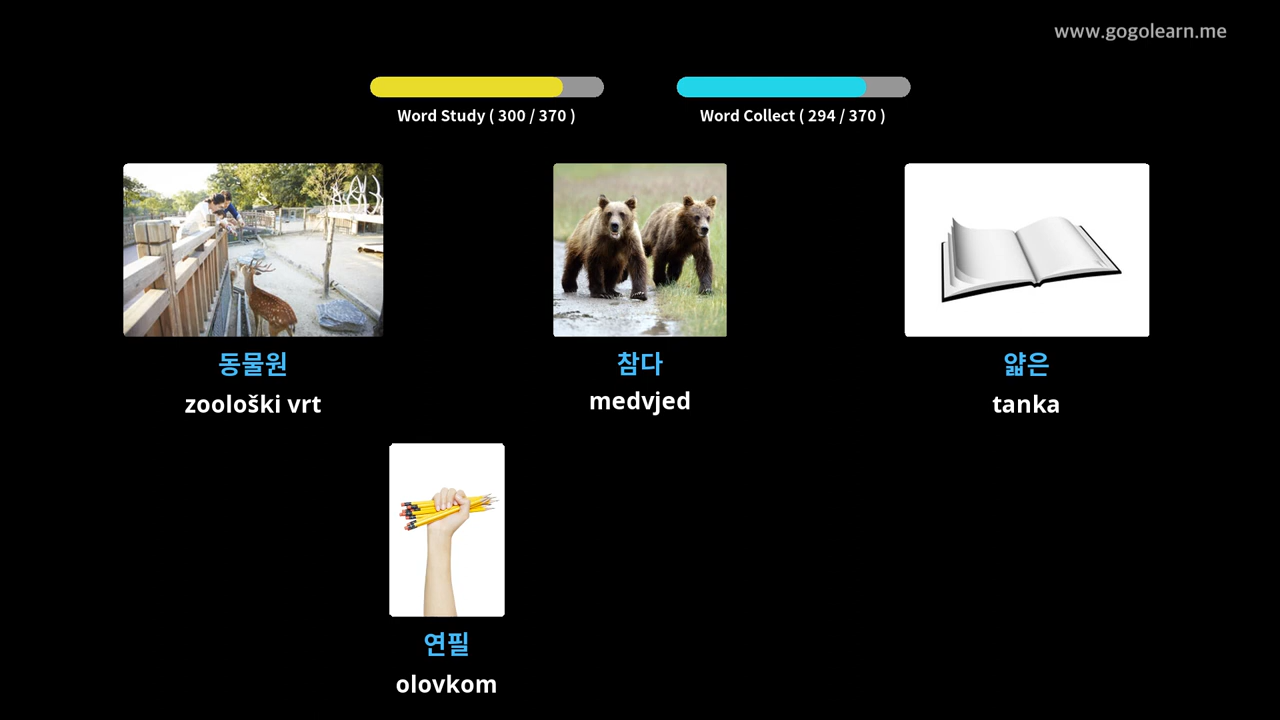 www.gogolearn.me
Word Study ( 300 / 370 )
Word Collect ( 294 / 370 )
동물원
zoološki vrt
참다
medvjed
얇은
tanka
연필
olovkom